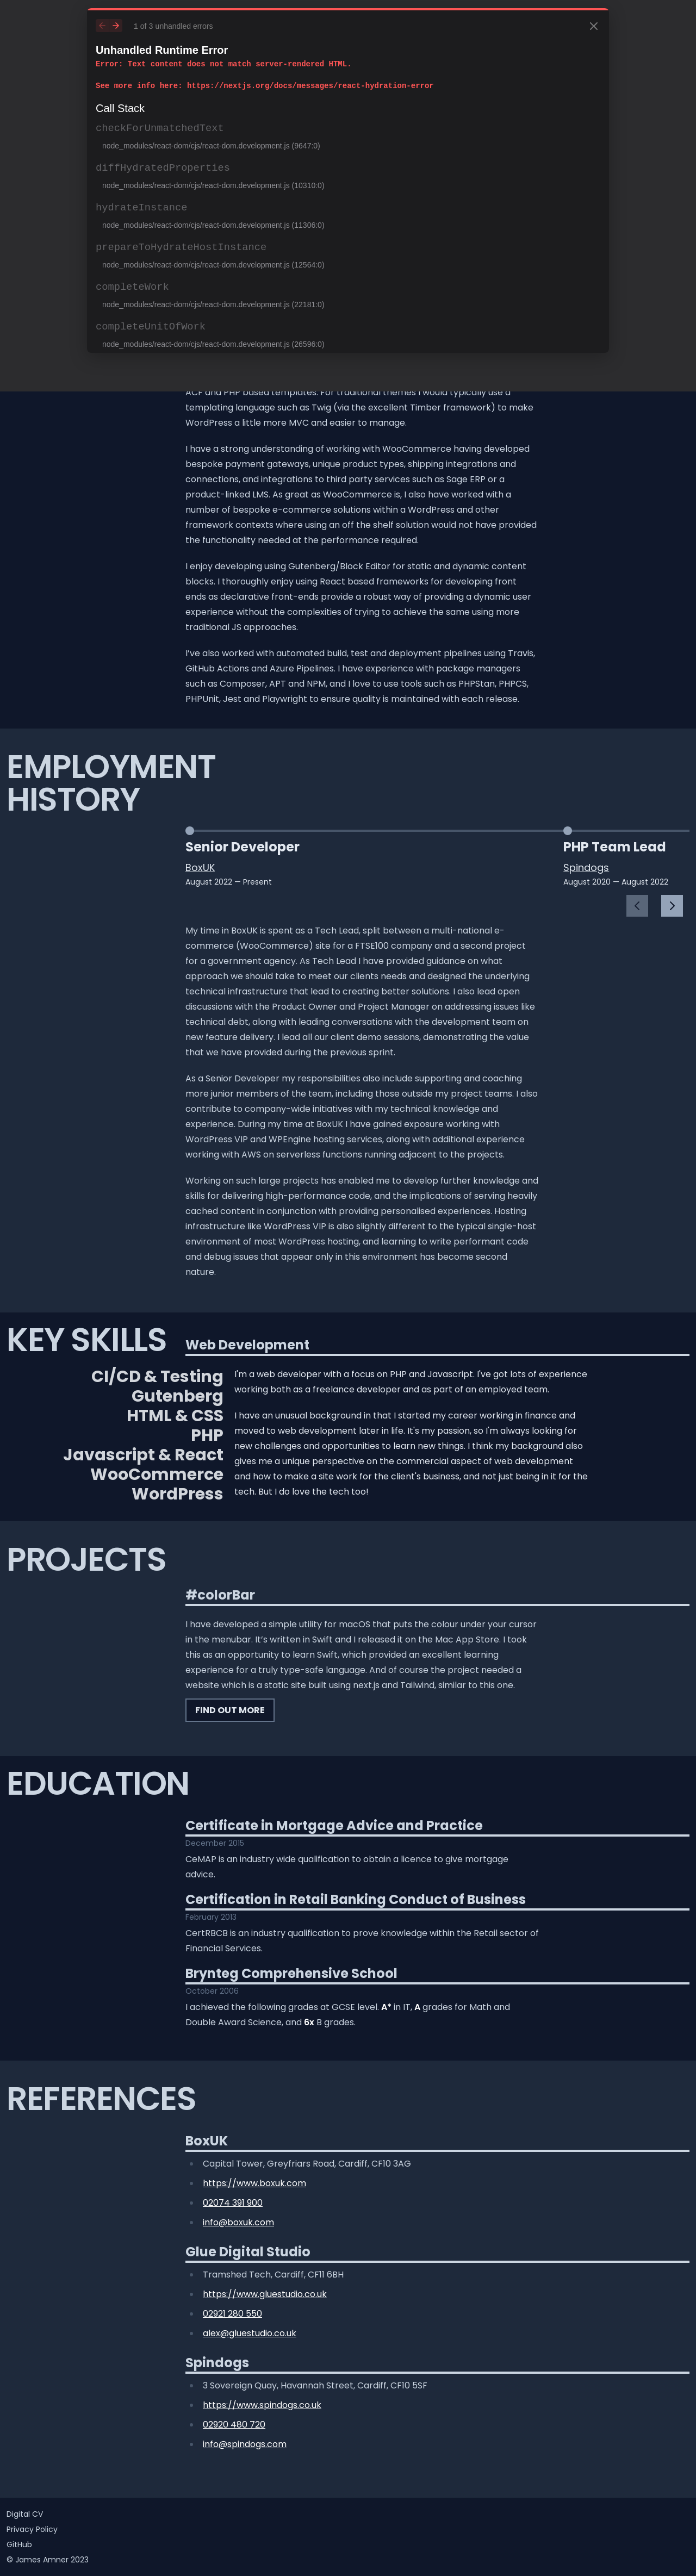 1 of 3 unhandled errors
Unhandled Runtime Error
Error: Text content does not match server-rendered HTML.
See more info here: https://nextjs.org/docs/messages/react-hydration-error
Call Stack
checkForUnmatchedText
node_modules/react-dom/cjs/react-dom.development.js (9647:0)
diffHydratedProperties
node_modules/react-dom/cjs/react-dom.development.js (10310:0)
hydrateInstance
node_modules/react-dom/cjs/react-dom.development.js (11306:0)
prepareToHydrateHostInstance
node_modules/react-dom/cjs/react-dom.development.js (12564:0)
completeWork
node_modules/react-dom/cjs/react-dom.development.js (22181:0)
completeUnitOfWork
node_modules/react-dom/cjs/react-dom.development.js (26596:0)
ACF and PHP based templates. For traditional themes I would typically use a
templating language such as Twig (via the excellent Timber framework) to make
WordPress a little more MVC and easier to manage.
I have a strong understanding of working with WooCommerce having developed
bespoke payment gateways, unique product types, shipping integrations and
connections, and integrations to third party services such as Sage ERP or a
product-linked LMS. As great as WooCommerce is, I also have worked with a
number of bespoke e-commerce solutions within a WordPress and other
framework contexts where using an off the shelf solution would not have provided
the functionality needed at the performance required.
I enjoy developing using Gutenberg/Block Editor for static and dynamic content
blocks. I thoroughly enjoy using React based frameworks for developing front
ends as declarative front-ends provide a robust way of providing a dynamic user
experience without the complexities of trying to achieve the same using more
traditional JS approaches.
I've also worked with automated build, test and deployment pipelines using Travis,
GitHub Actions and Azure Pipelines. I have experience with package managers
such as Composer, APT and NPM, and I love to use tools such as PHPStan, PHPCS,
PHPUnit, Jest and Playwright to ensure quality is maintained with each release.
EMPLOYMENT
HISTORY
Senior Developer
BoxUK
August 2022 — Present
PHP Team Lead
Spindogs
August 2020 — August 2022
My time in BoxUK is spent as a Tech Lead, split between a multi-national e-
commerce (WooCommerce) site for a FTSE100 company and a second project
for a government agency. As Tech Lead I have provided guidance on what
approach we should take to meet our clients needs and designed the underlying
technical infrastructure that lead to creating better solutions. I also lead open
discussions with the Product Owner and Project Manager on addressing issues like
technical debt, along with leading conversations with the development team on
new feature delivery. I lead all our client demo sessions, demonstrating the value
that we have provided during the previous sprint.
As a Senior Developer my responsibilities also include supporting and coaching
more junior members of the team, including those outside my project teams. I also
contribute to company-wide initiatives with my technical knowledge and
experience. During my time at BoxUK I have gained exposure working with
WordPress VIP and WPEngine hosting services, along with additional experience
working with AWS on serverless functions running adjacent to the projects.
Working on such large projects has enabled me to develop further knowledge and
skills for delivering high-performance code, and the implications of serving heavily
cached content in conjunction with providing personalised experiences. Hosting
infrastructure like WordPress VIP is also slightly different to the typical single-host
environment of most WordPress hosting, and learning to write performant code
and debug issues that appear only in this environment has become second
nature.
KEY SKILLS
CI/CD & Testing
Gutenberg
HTML & CSS
PHP
Javascript & React
WooCommerce
WordPress
Web Development
I'm a web developer with a focus on PHP and Javascript. I've got lots of experience
working both as a freelance developer and as part of an employed team.
I have an unusual background in that I started my career working in finance and
moved to web development later in life. It's my passion, so I'm always looking for
new challenges and opportunities to learn new things. I think my background also
gives me a unique perspective on the commercial aspect of web development
and how to make a site work for the client's business, and not just being in it for the
tech. But I do love the tech too!
PROJECTS
#colorBar
I have developed a simple utility for macOS that puts the colour under your cursor
in the menubar. It's written in Swift and I released it on the Mac App Store. I took
this as an opportunity to learn Swift, which provided an excellent learning
experience for a truly type-safe language. And of course the project needed a
website which is a static site built using next.js and Tailwind, similar to this one.
FIND OUT MORE
EDUCATION
Certificate in Mortgage Advice and Practice
December 2015
CeMAP is an industry wide qualification to obtain a licence to give mortgage
advice.
Certification in Retail Banking Conduct of Business
February 2013
CertRBCB is an industry qualification to prove knowledge within the Retail sector of
Financial Services.
Brynteg Comprehensive School
October 2006
I achieved the following grades at GCSE level. A* in IT, A grades for Math and
Double Award Science, and 6x B grades.
REFERENCES
BoxUK
Capital Tower, Greyfriars Road, Cardiff, CF10 3AG
https://www.boxuk.com
02074 391 900
info@boxuk.com
Glue Digital Studio
Tramshed Tech, Cardiff, CF11 6BH
https://www.gluestudio.co.uk
02921 280 550
alex@gluestudio.co.uk
Spindogs
3 Sovereign Quay, Havannah Street, Cardiff, CF10 5SF
https://www.spindogs.co.uk
02920 480 720
info@spindogs.com
Digital CV
Privacy Policy
GitHub
© James Amner 2023